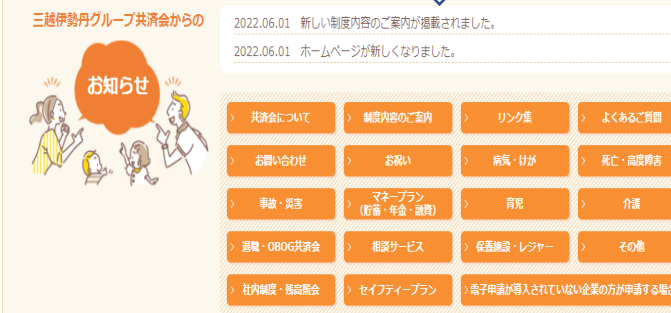 三越伊勢丹グループ共済会からの
お知らせ
2022.06.01 新しい制度内容のご案内が掲載されました。
2022.06.01 ホームページが新しくなりました。
共済会について
制度内容のご案内
リンク集
よくあるご質問
お問い合わせ
お祝い
病気・けが
死亡・高度障害
事故・災害
マネープラン
(貯蓄・年金・融資)
育児
介護
退職・OBOG共済会
相談サービス
保養施設・レジャー
その他
社内制度・残高照会
セイフティープラン
電子申請が導入されていない企業の方が申請する場合